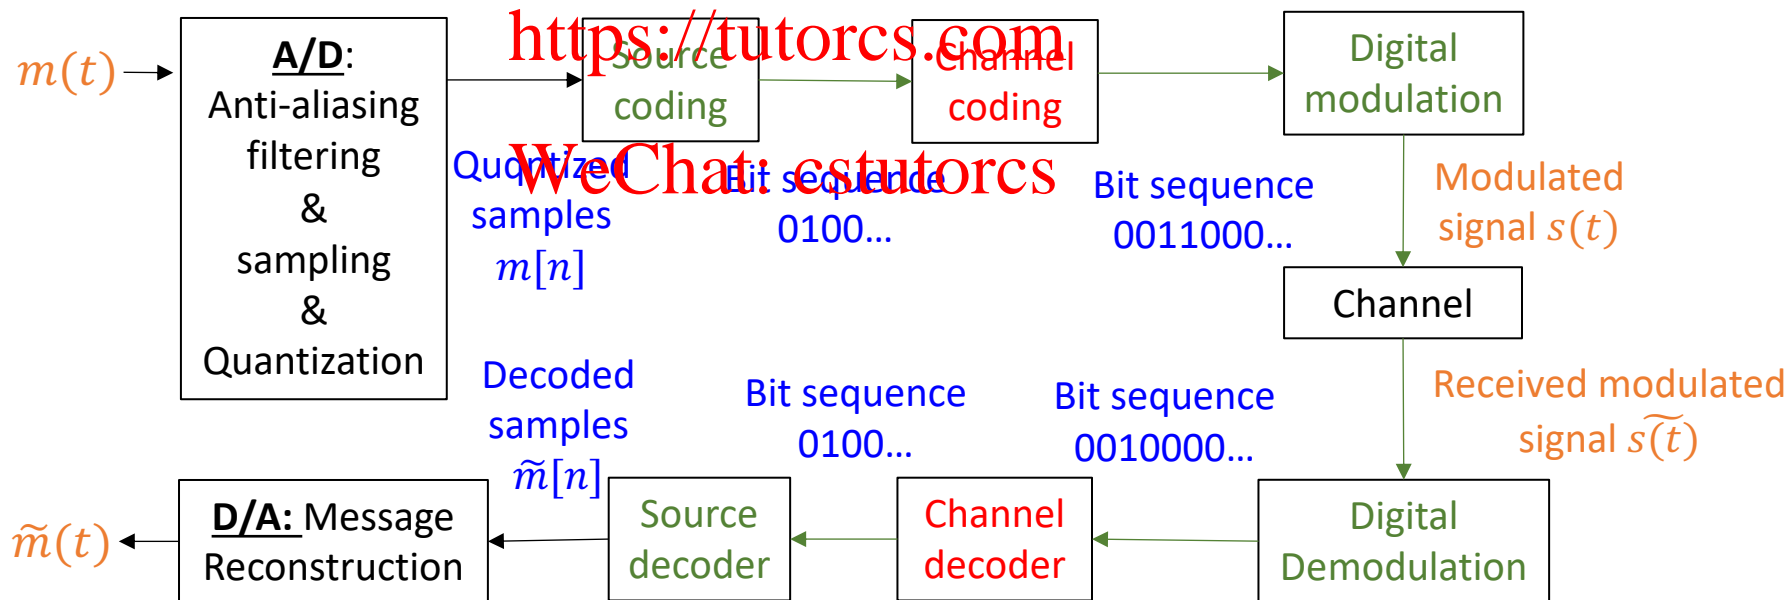 https://tutorcs.com
m(t)
A/D:
Anti-aliasing
filtering
&
sampling
&
Quantization
Source
coding
Channel
coding
Digital
modulation
WeChat: cstutorcs
Quqntized
samples
m[n]
Bit sequence
0100...
Bit sequence
0011000...
Modulated
signal s(t)
Channel
Received modulated
signal s͠(t)
Decoded
samples
m̃[n]
Bit sequence
0100...
Bit sequence
0010000...
m̃(t)
D/A: Message
Reconstruction
Source
decoder
Channel
decoder
Digital
Demodulation